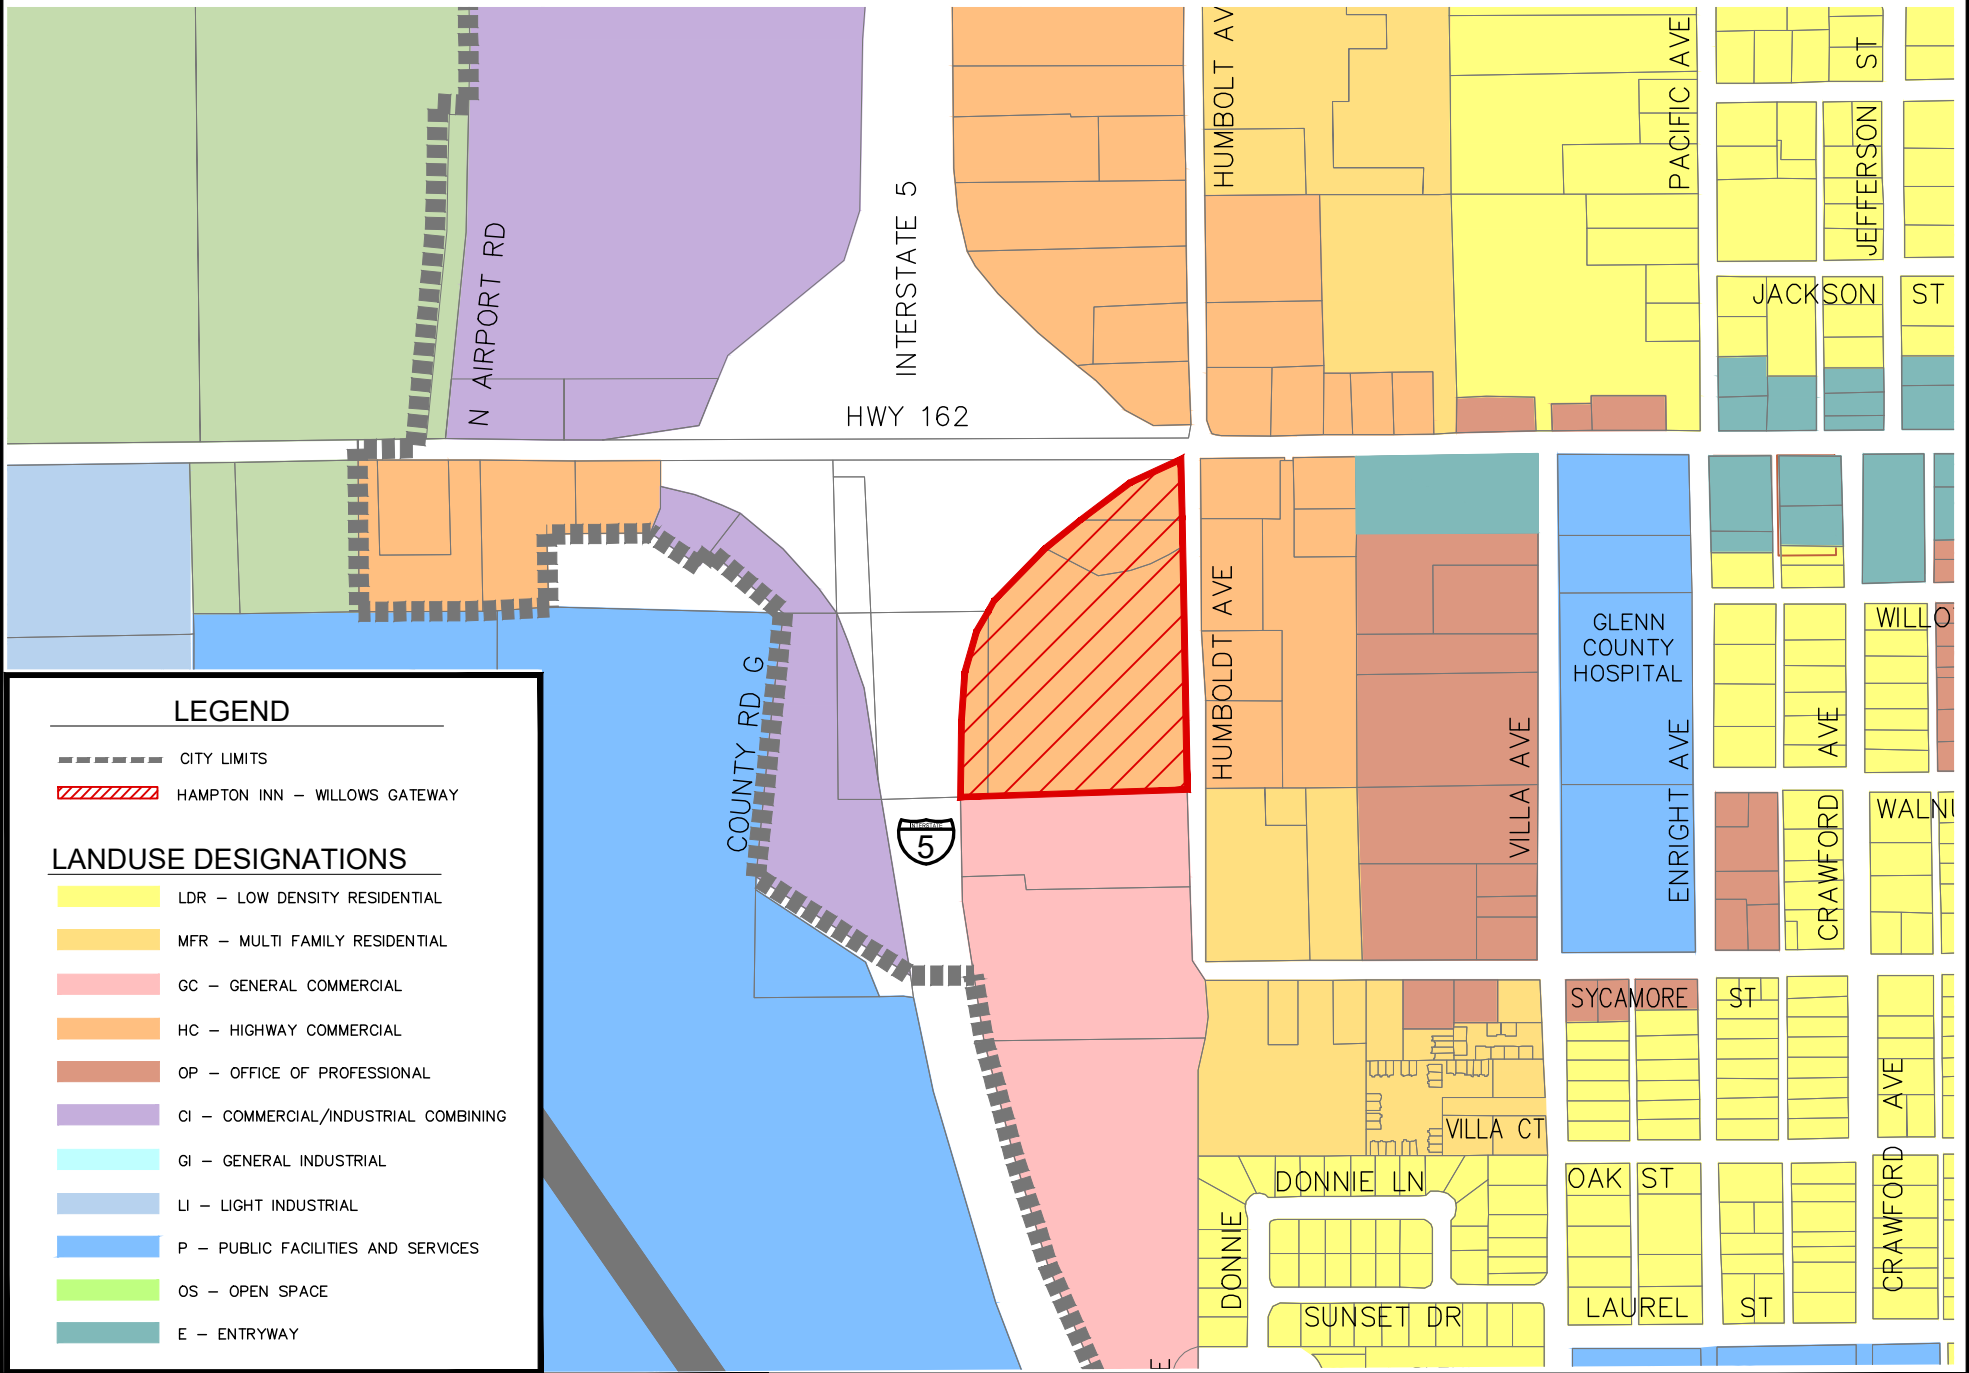 HUMBOLT AV
PACIFIC AVE
JEFFERSON ST
JACKSON ST
N AIRPORT RD
INTERSTATE 5
HWY 162
HUMBOLDT AVE
GLENN
COUNTY
HOSPITAL
WILLO
COUNTY RD G
VILLA AVE
ENRIGHT AVE
CRAWFORD AVE
WALNU
INTERSTATE
5
SYCAMORE ST
VILLA CT
DONNIE LN
DONNIE
OAK ST
CRAWFORD AVE
SUNSET DR
LAUREL ST
E
LEGEND
CITY LIMITS
HAMPTON INN – WILLOWS GATEWAY
LANDUSE DESIGNATIONS
LDR – LOW DENSITY RESIDENTIAL
MFR – MULTI FAMILY RESIDENTIAL
GC – GENERAL COMMERCIAL
HC – HIGHWAY COMMERCIAL
OP – OFFICE OF PROFESSIONAL
CI – COMMERCIAL/INDUSTRIAL COMBINING
GI – GENERAL INDUSTRIAL
LI – LIGHT INDUSTRIAL
P – PUBLIC FACILITIES AND SERVICES
OS – OPEN SPACE
E – ENTRYWAY